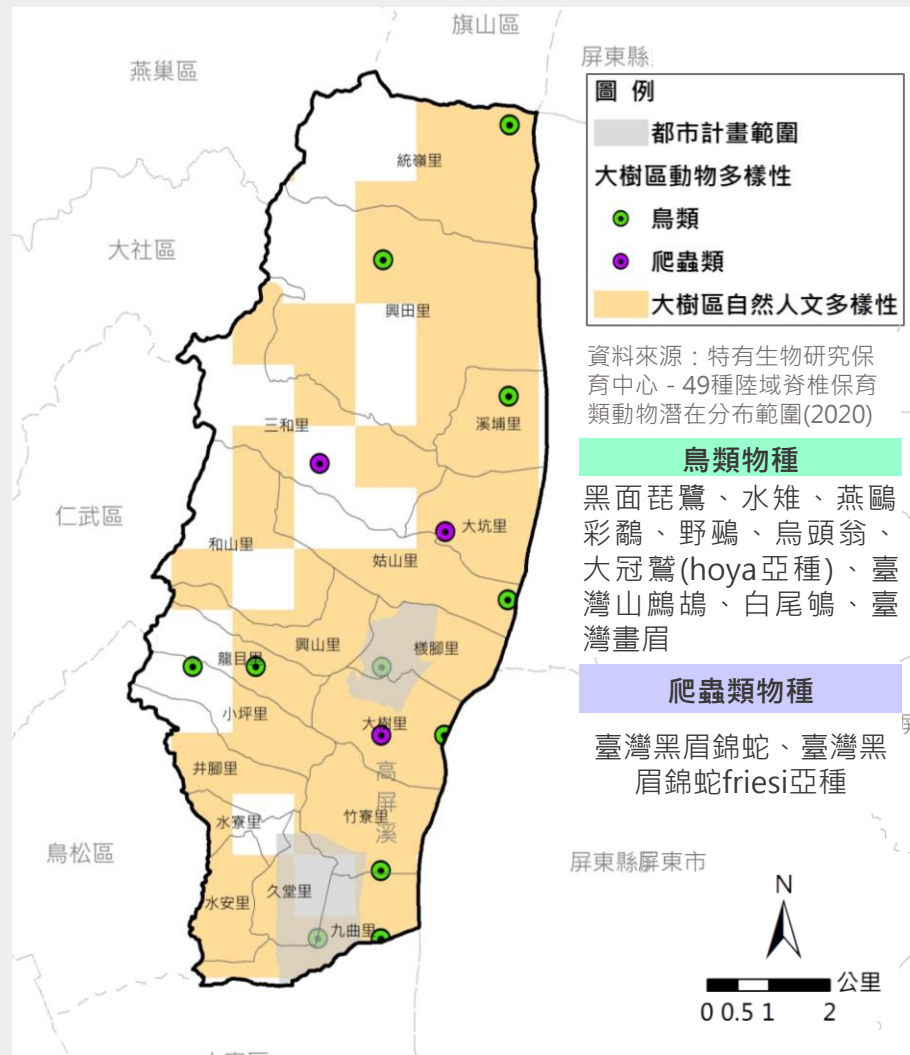 旗山區
燕巢區
屏東縣
圖 例
都市計畫範圍
大樹區動物多樣性
鳥類
爬蟲類
大樹區自然人文多樣性
統嶺里
大社區
興田里
資料來源：特有生物研究保
育中心 - 49種陸域脊椎保育
類動物潛在分布範圍(2020)
溪埔里
三和里
鳥類物種
黑面琵鷺、水雉、燕鷗
彩鷸、野鵐、烏頭翁、
大冠鷲(hoya亞種)、臺
灣山鷓鴣、白尾鴝、臺
灣畫眉
仁武區
大坑里
和山里
姑山里
興山里
檨腳里
龍目里
爬蟲類物種
小坪里
大樹里
臺灣黑眉錦蛇、臺灣黑
眉錦蛇friesi亞種
井腳里
高屏溪
水寮里
竹寮里
鳥松區
屏東縣屏東市
久堂里
水安里
九曲里
N
公里
0 0.5 1 2